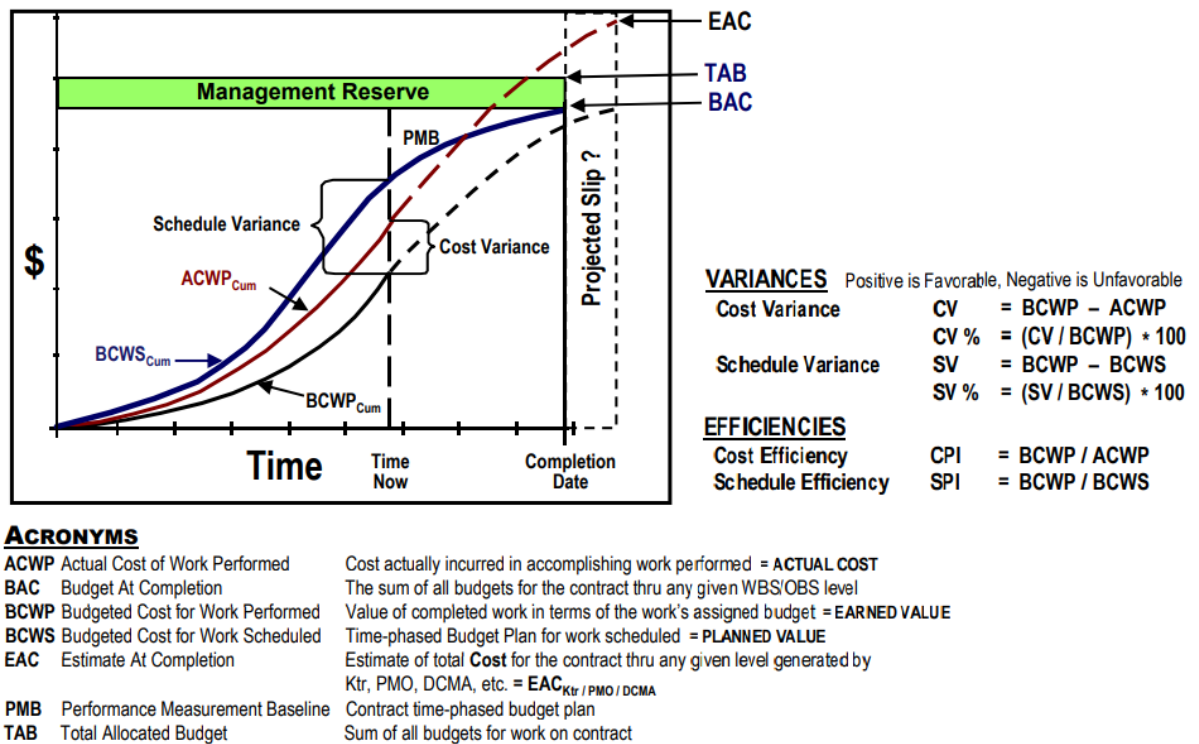 EAC
TAB
BAC
Management Reserve
PMB
Schedule Variance
Cost Variance
Projected Slip ?
$
ACWPCum
BCWSCum
BCWPCum
Time
Time
Now
Completion
Date
VARIANCES Positive is Favorable, Negative is Unfavorable
Cost Variance CV = BCWP – ACWP
CV % = (CV / BCWP) * 100
Schedule Variance SV = BCWP – BCWS
SV % = (SV / BCWS) * 100
EFFICIENCIES
Cost Efficiency CPI = BCWP / ACWP
Schedule Efficiency SPI = BCWP / BCWS
ACRONYMS
ACWP Actual Cost of Work Performed Cost actually incurred in accomplishing work performed = ACTUAL COST
BAC Budget At Completion The sum of all budgets for the contract thru any given WBS/OBS level
BCWP Budgeted Cost for Work Performed Value of completed work in terms of the work's assigned budget = EARNED VALUE
BCWS Budgeted Cost for Work Scheduled Time-phased Budget Plan for work scheduled = PLANNED VALUE
EAC Estimate At Completion Estimate of total Cost for the contract thru any given level generated by
Ktr, PMO, DCMA, etc. = EACKtr / PMO / DCMA
PMB Performance Measurement Baseline Contract time-phased budget plan
TAB Total Allocated Budget Sum of all budgets for work on contract